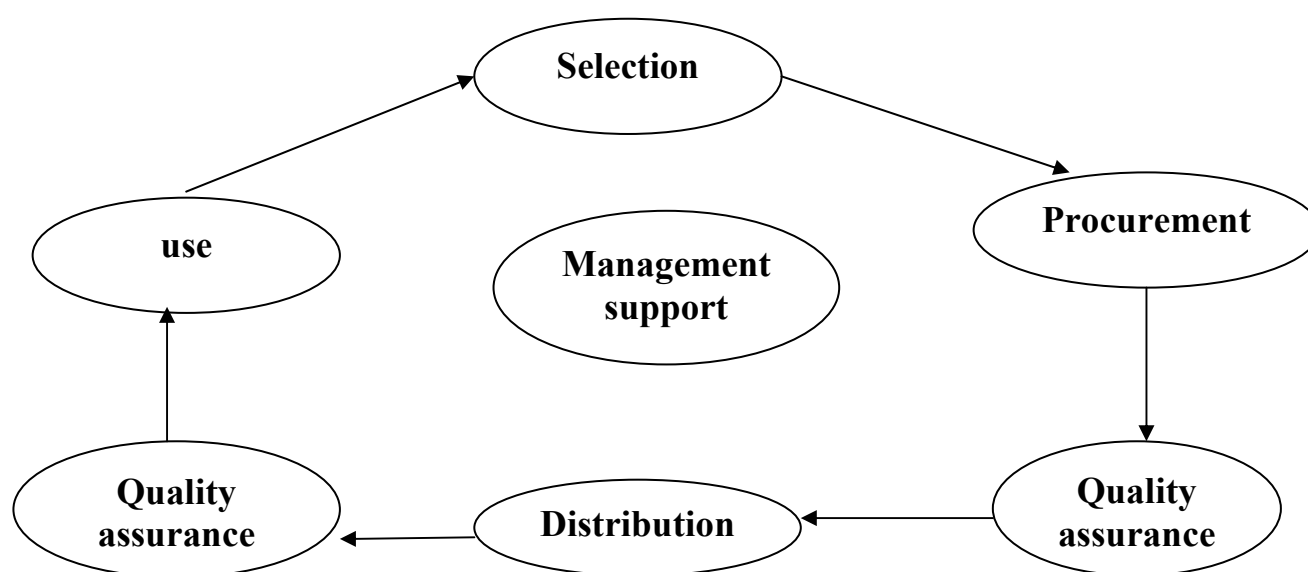 Selection
Procurement
use
Management
support
Quality
assurance
Distribution
Quality
assurance